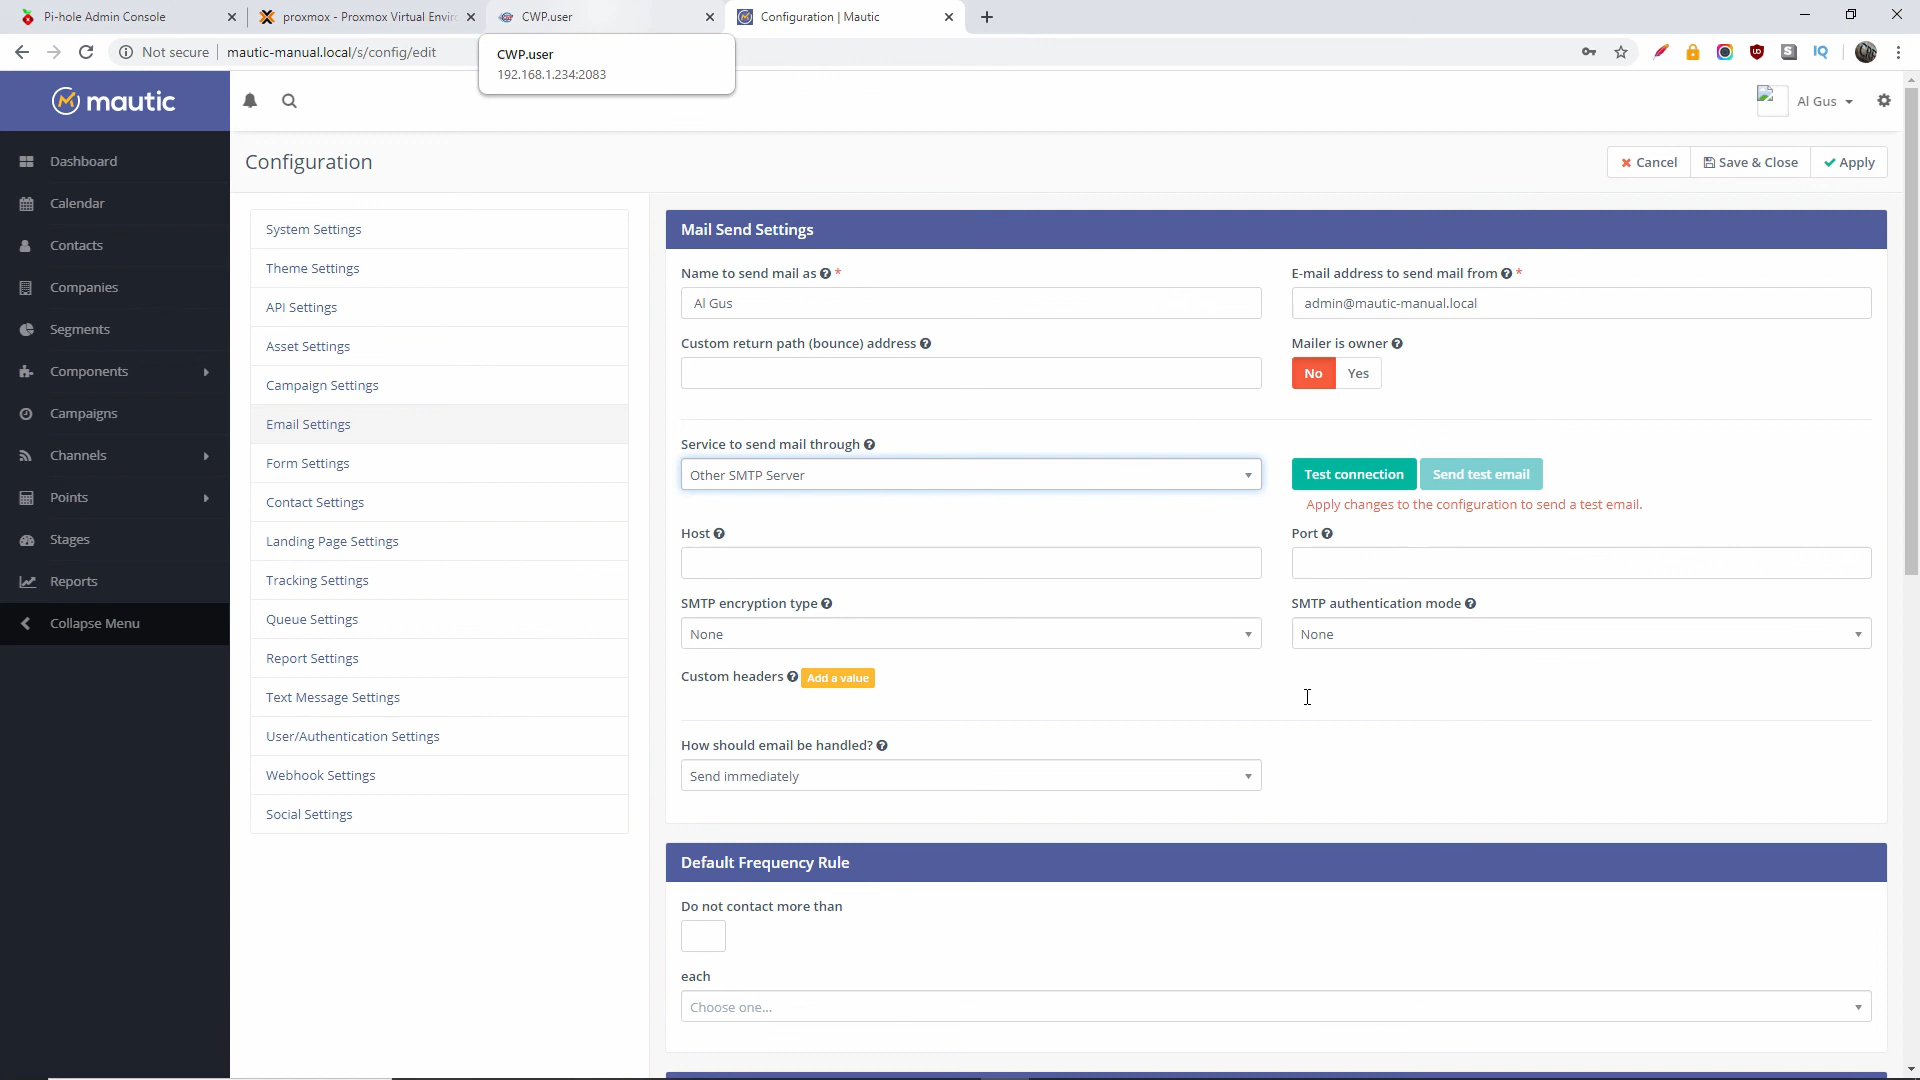 Pi-hole Admin Console
proxmox - Proxmox Virtual Enviro
CWP.user
Configuration | Mautic
Not secure
mautic-manual.local/s/config/edit
CWP.user
192.168.1.234:2083
IQ
mautic
Al Gus
Dashboard
Calendar
Contacts
Companies
Segments
Components
Campaigns
Channels
Points
Stages
Reports
Collapse Menu
Configuration
Cancel
Save & Close
Apply
System Settings
Theme Settings
API Settings
Asset Settings
Campaign Settings
Email Settings
Form Settings
Contact Settings
Landing Page Settings
Tracking Settings
Queue Settings
Report Settings
Text Message Settings
User/Authentication Settings
Webhook Settings
Social Settings
Mail Send Settings
Name to send mail as *
Al Gus
E-mail address to send mail from *
admin@mautic-manual.local
Custom return path (bounce) address
Mailer is owner
No Yes
Service to send mail through
Other SMTP Server
Test connection
Send test email
Apply changes to the configuration to send a test email.
Host
Port
SMTP encryption type
None
SMTP authentication mode
None
Custom headers Add a value
How should email be handled?
Send immediately
Default Frequency Rule
Do not contact more than
each
Choose one...